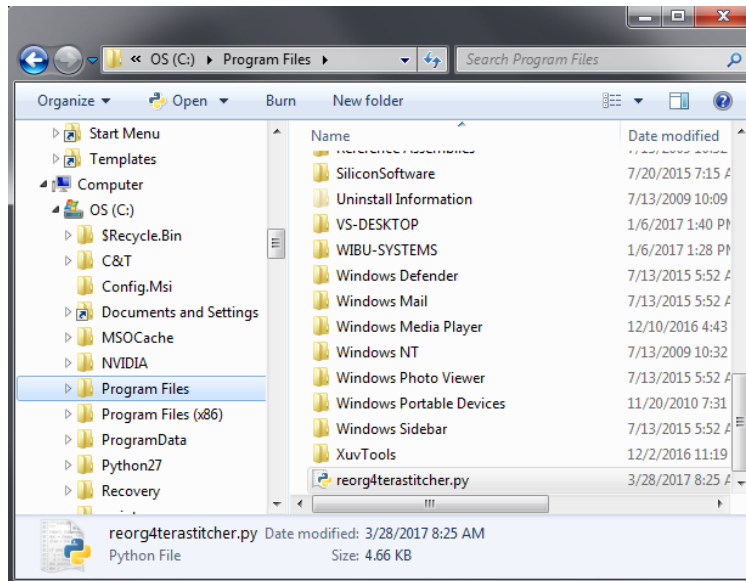 « OS (C:) Program Files
Search Program Files
Organize Open Burn New folder
Start Menu
Templates
Computer
OS (C:)
$Recycle.Bin
C&T
Config.Msi
Documents and Settings
MSOCache
NVIDIA
Program Files
Program Files (x86)
ProgramData
Python27
Recovery
Name Date modified
Reference Assemblies
SiliconSoftware 7/20/2015 7:15 A
Uninstall Information 7/13/2009 10:09
VS-DESKTOP 1/6/2017 1:40 PM
WIBU-SYSTEMS 1/6/2017 1:28 PM
Windows Defender 7/13/2015 5:52 A
Windows Mail 7/13/2015 5:52 A
Windows Media Player 12/10/2016 4:43
Windows NT 7/13/2009 10:32
Windows Photo Viewer 7/13/2015 5:52 A
Windows Portable Devices 11/20/2010 7:31
Windows Sidebar 7/13/2015 5:52 A
XuvTools 12/2/2016 11:19
reorg4terastitcher.py 3/28/2017 8:25 A
reorg4terastitcher.py Date modified: 3/28/2017 8:25 AM
Python File Size: 4.66 KB